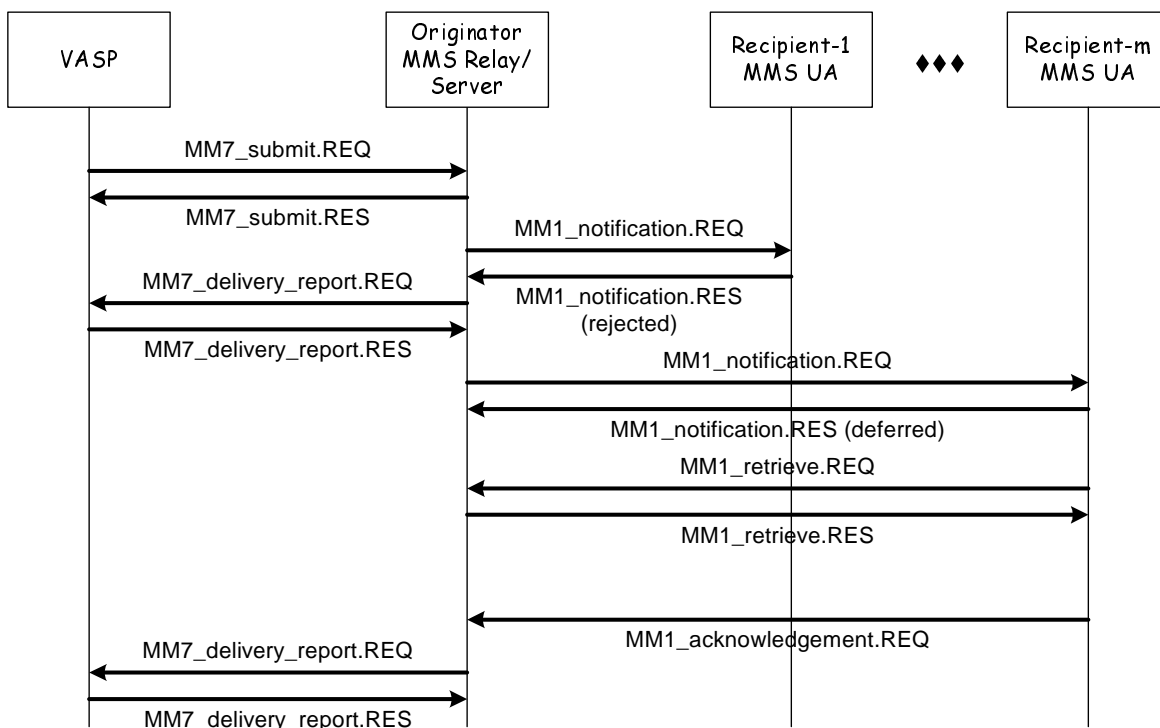 VASP
Originator
MMS Relay/
Server
Recipient-1
MMS UA
Recipient-m
MMS UA
MM7_submit.REQ
MM7_submit.RES
MM1_notification.REQ
MM7_delivery_report.REQ
MM1_notification.RES
(rejected)
MM7_delivery_report.RES
MM1_notification.REQ
MM1_notification.RES (deferred)
MM1_retrieve.REQ
MM1_retrieve.RES
MM1_acknowledgement.REQ
MM7_delivery_report.REQ
MM7_delivery_report.RES